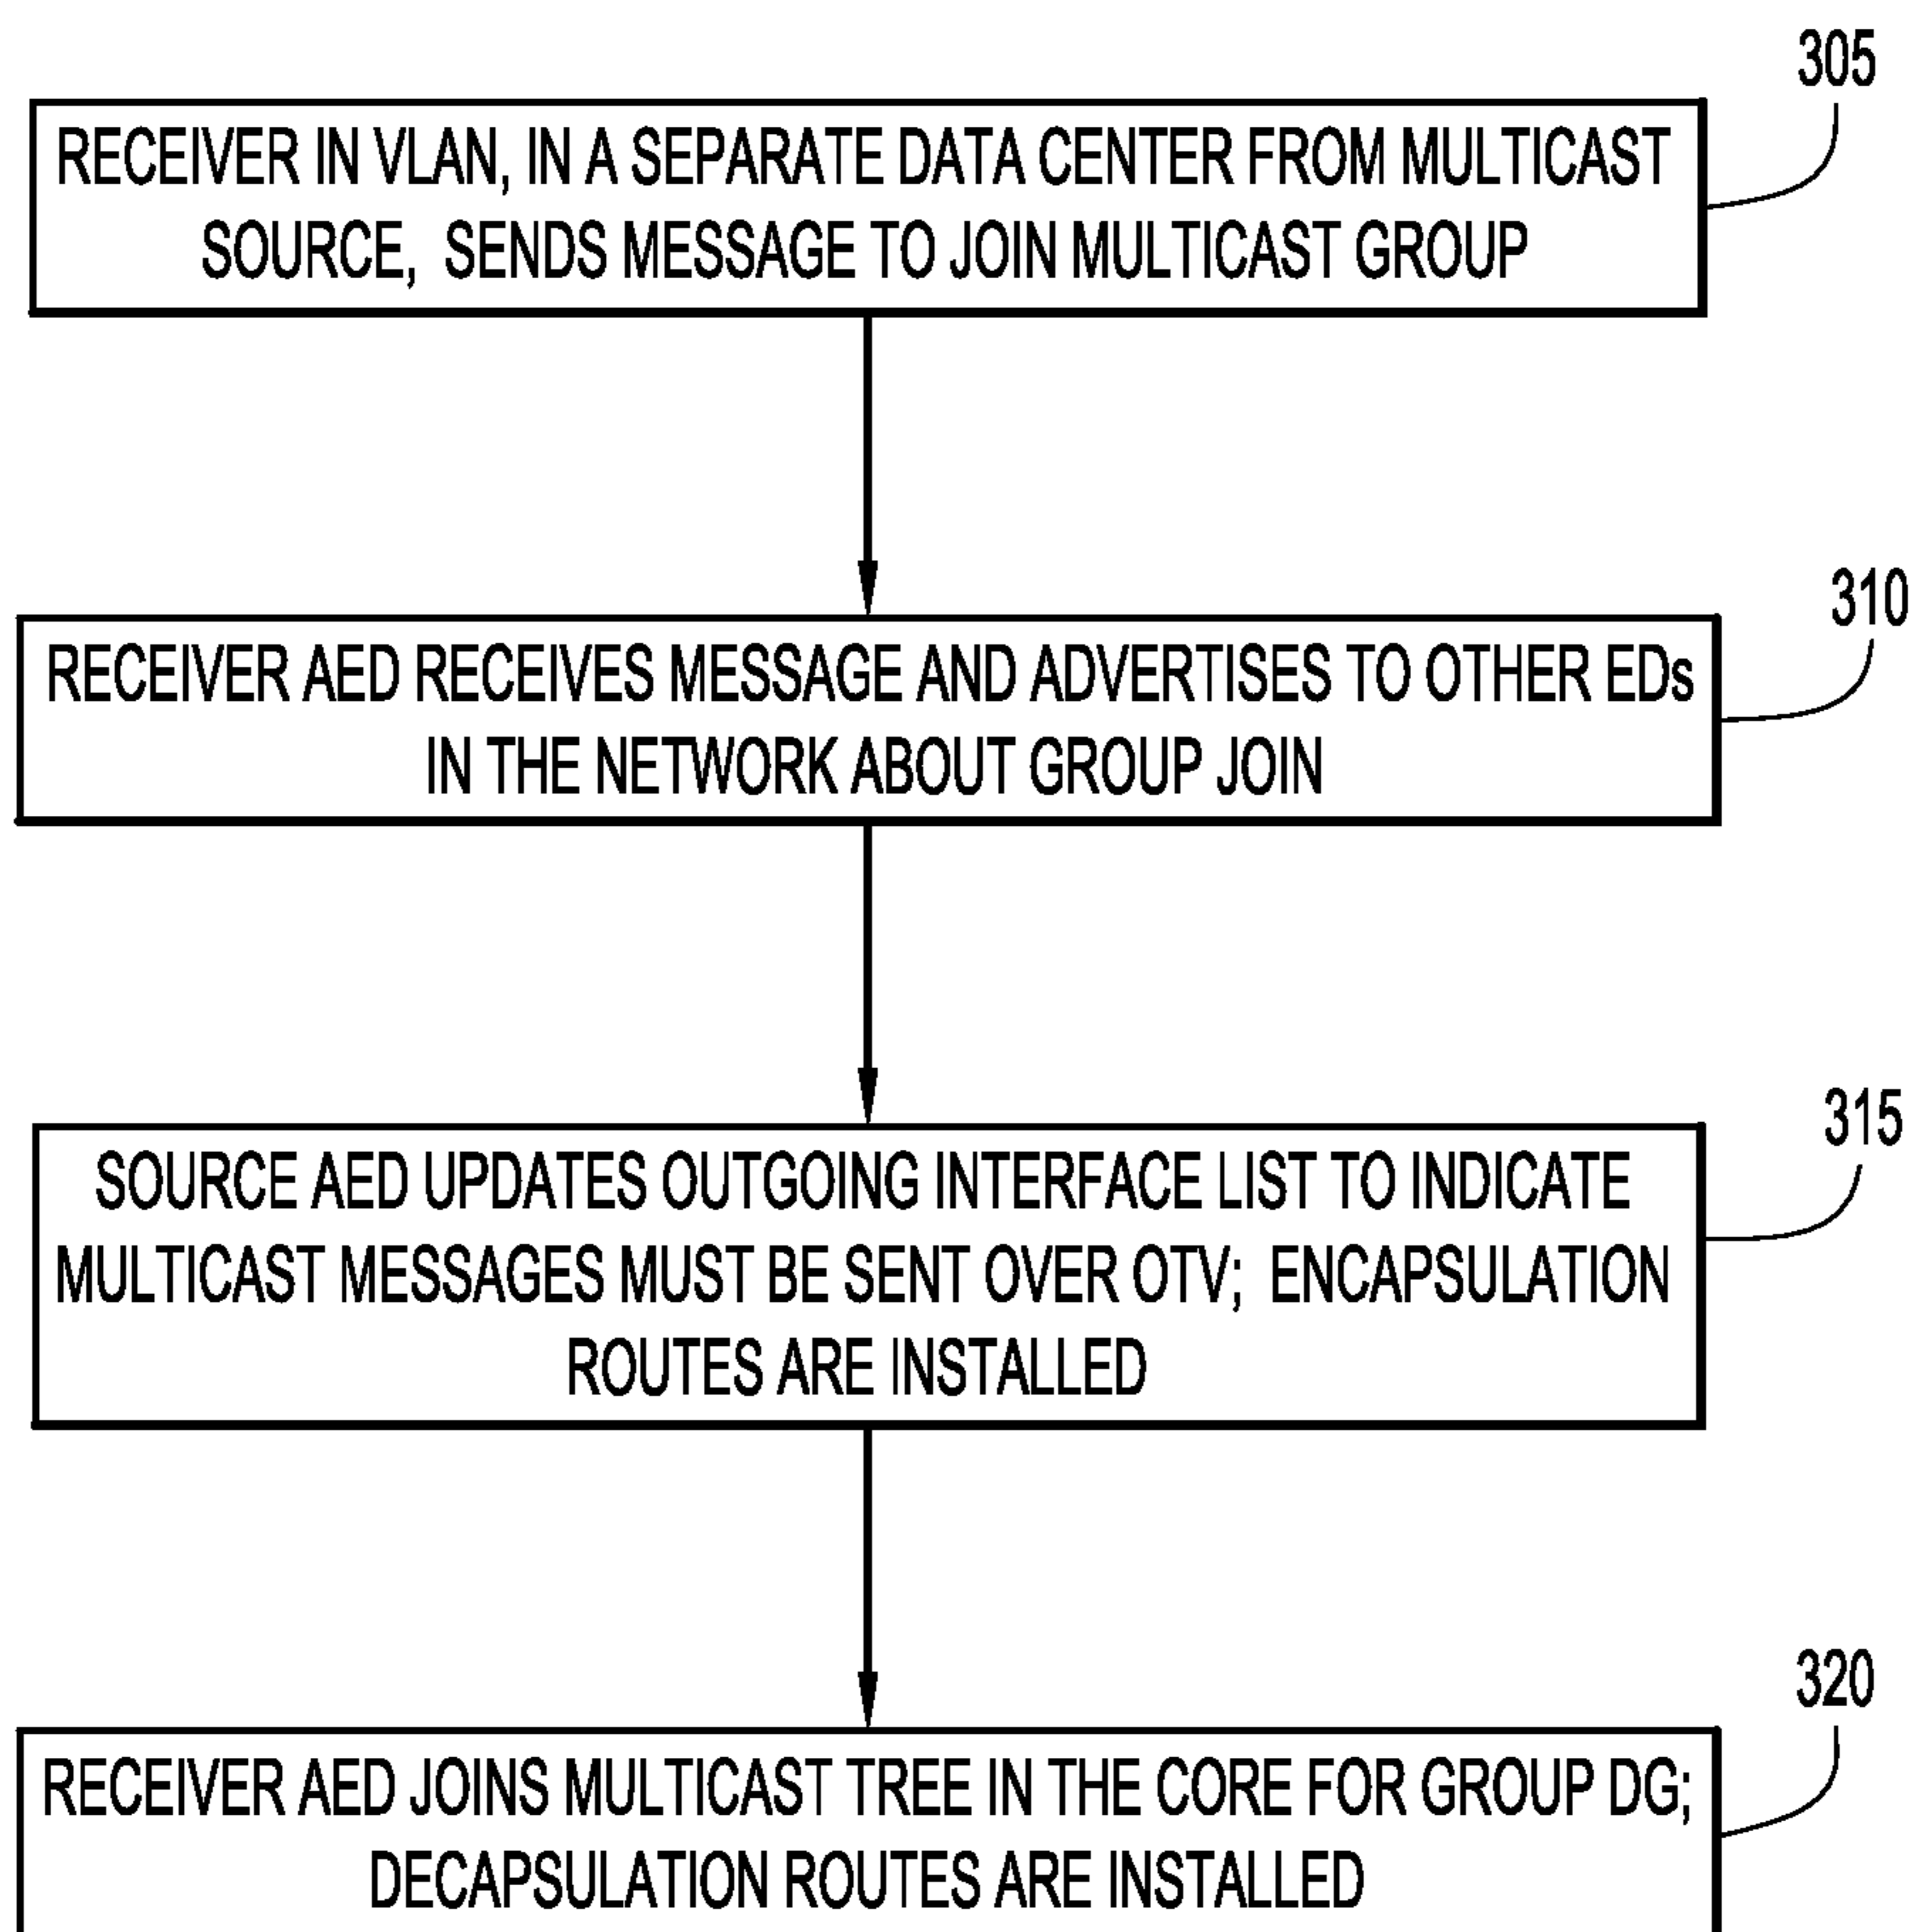 305
RECEIVER IN VLAN, IN A SEPARATE DATA CENTER FROM MULTICAST
SOURCE, SENDS MESSAGE TO JOIN MULTICAST GROUP
310
RECEIVER AED RECEIVES MESSAGE AND ADVERTISES TO OTHER EDs
IN THE NETWORK ABOUT GROUP JOIN
315
SOURCE AED UPDATES OUTGOING INTERFACE LIST TO INDICATE
MULTICAST MESSAGES MUST BE SENT OVER OTV; ENCAPSULATION
ROUTES ARE INSTALLED
320
RECEIVER AED JOINS MULTICAST TREE IN THE CORE FOR GROUP DG;
DECAPSULATION ROUTES ARE INSTALLED